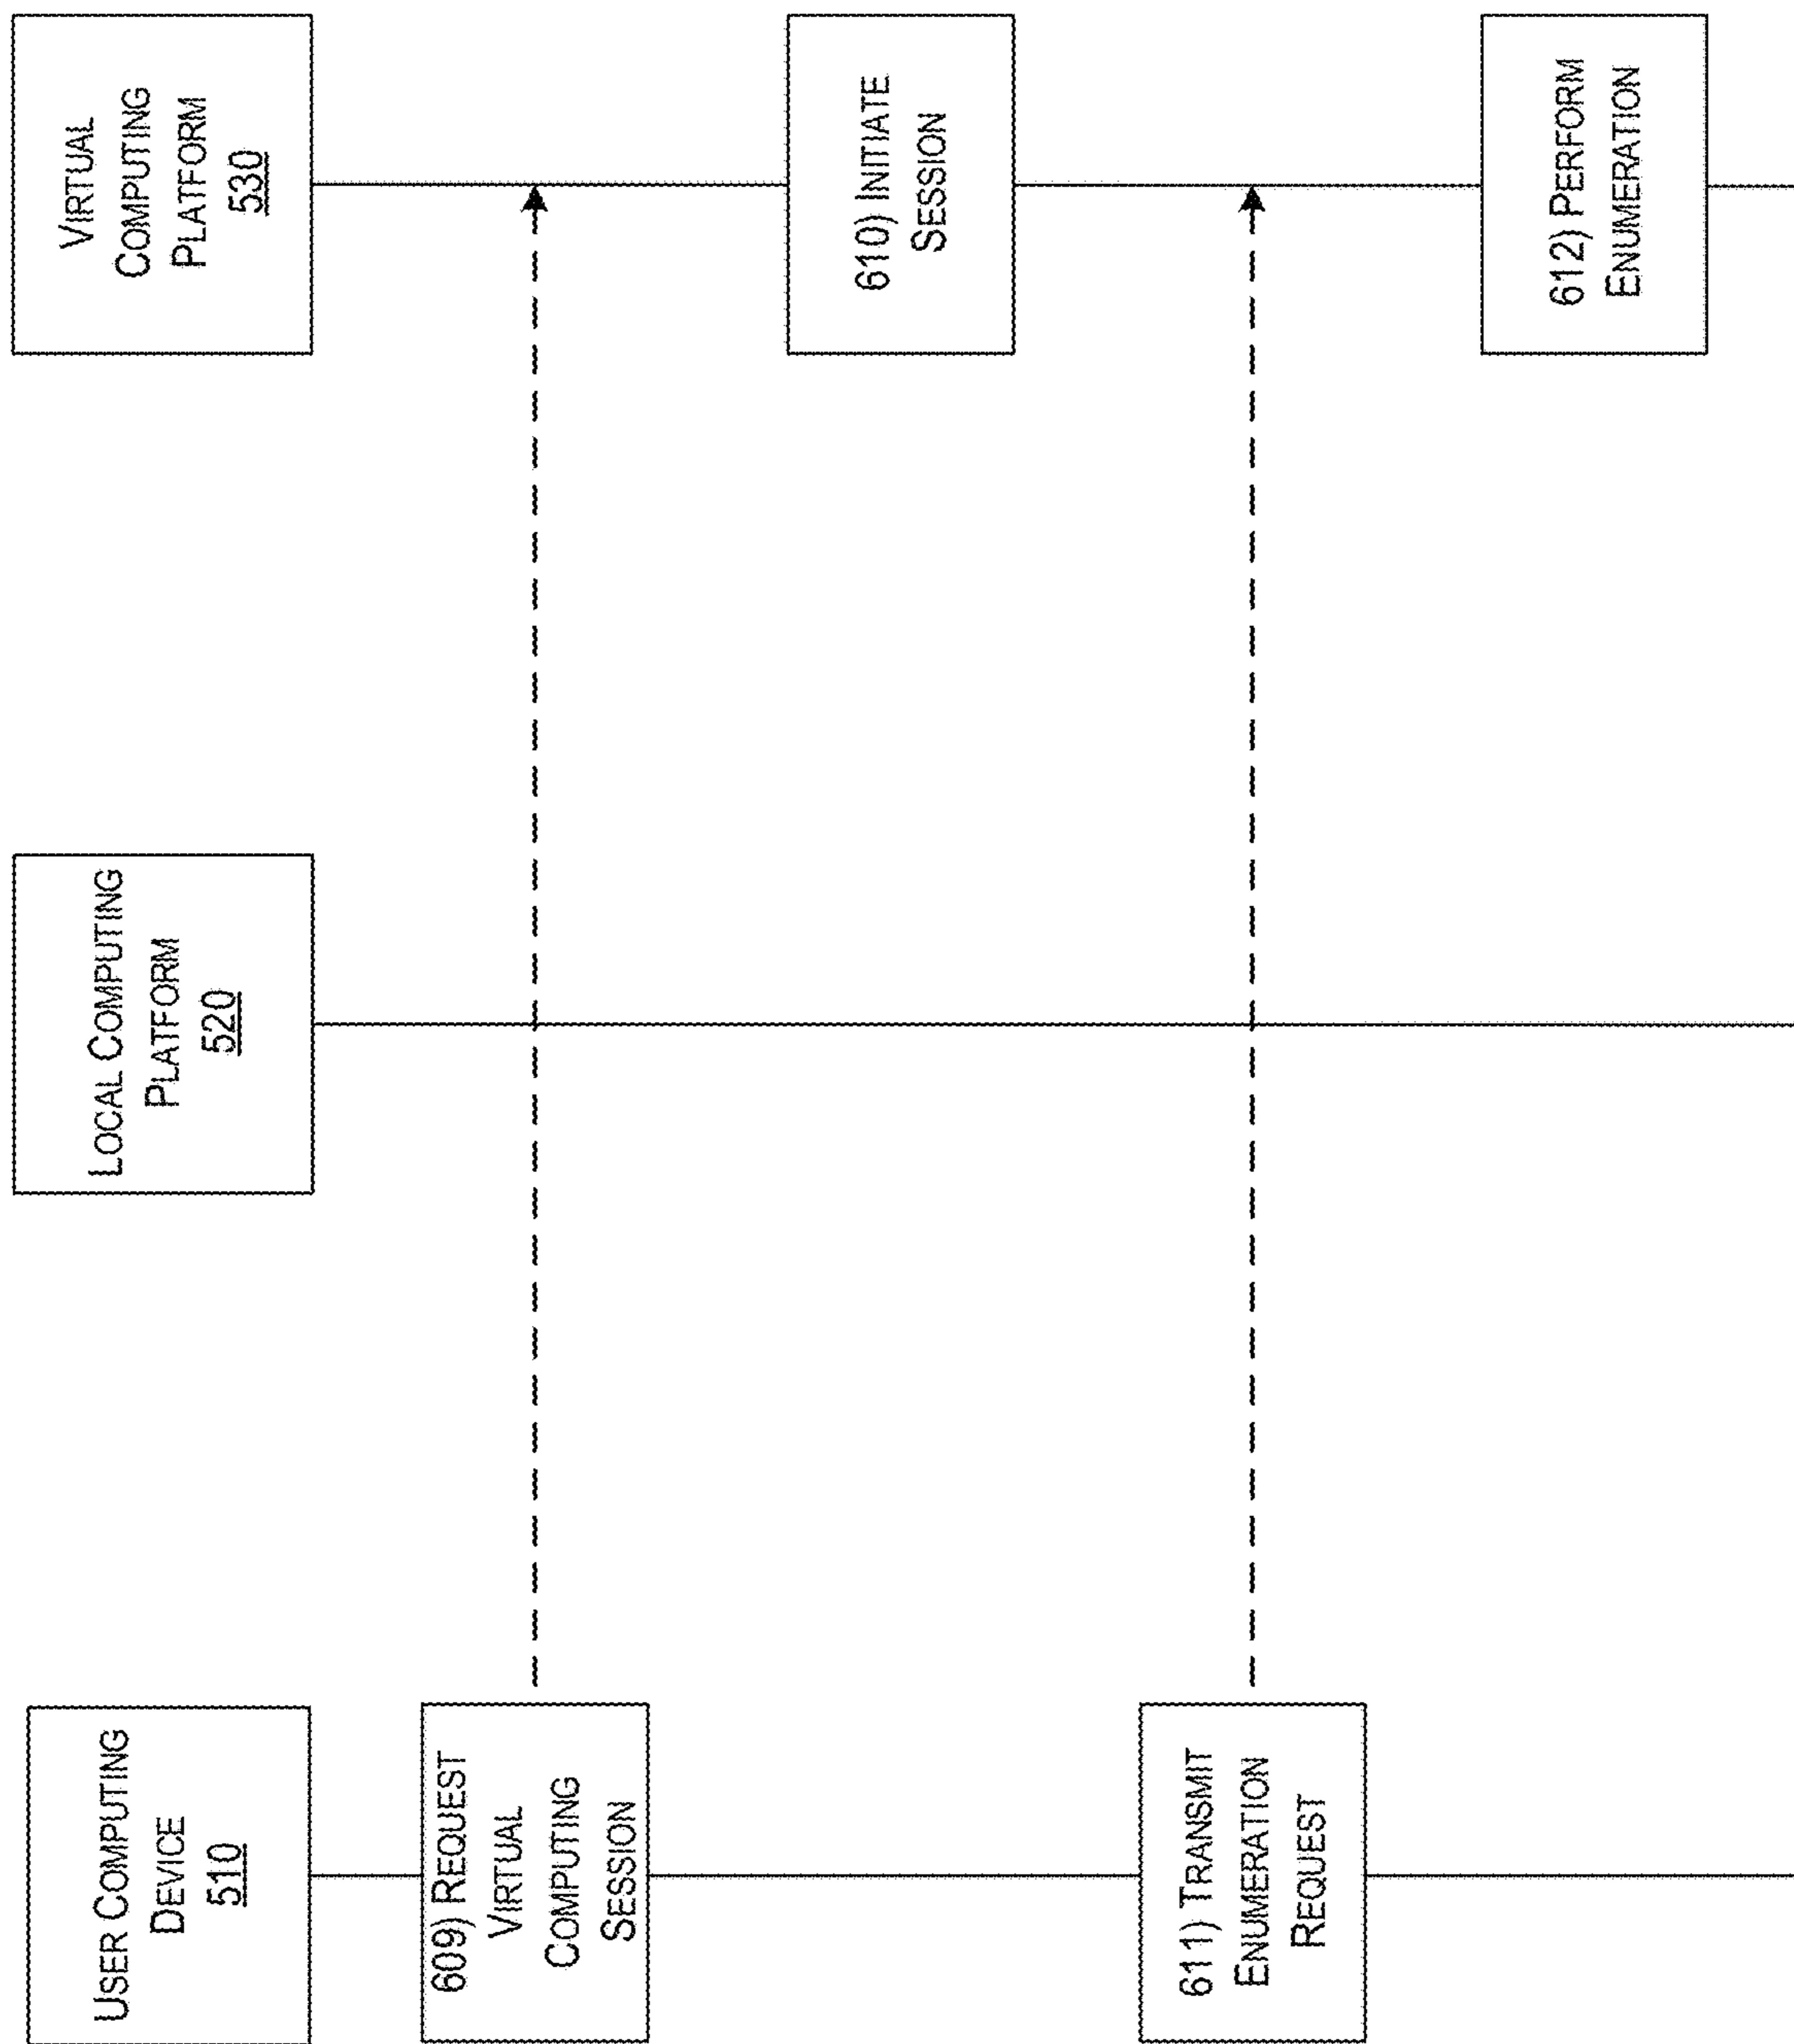 USER COMPUTING
DEVICE
510
LOCAL COMPUTING
PLATFORM
520
VIRTUAL
COMPUTING
PLATFORM
530
609) REQUEST
VIRTUAL
COMPUTING
SESSION
610) INITIATE
SESSION
611) TRANSMIT
ENUMERATION
REQUEST
612) PERFORM
ENUMERATION